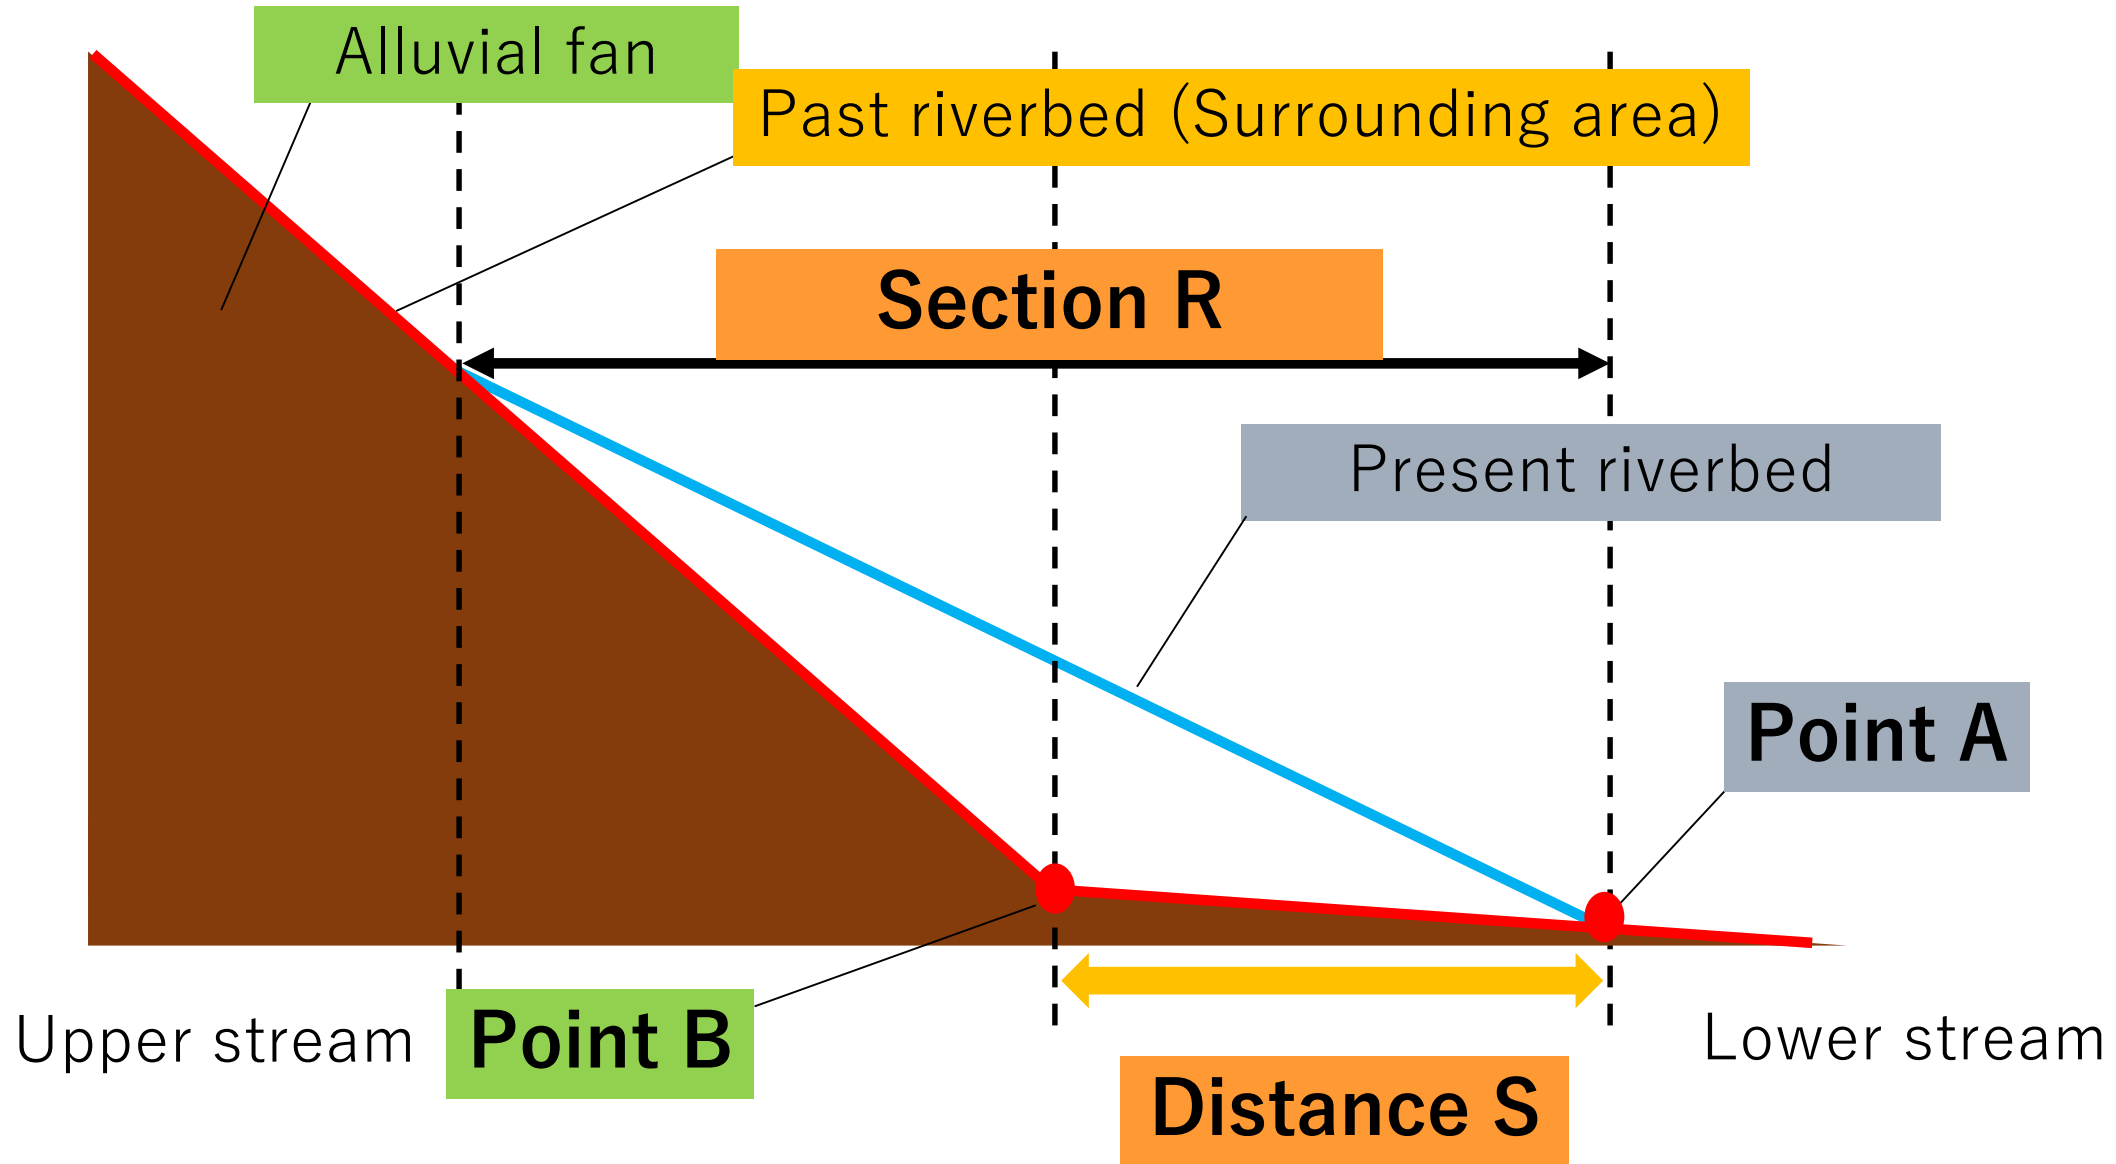 Alluvial fan
Past riverbed (Surrounding area)
Section R
Present riverbed
Point A
Upper stream
Point B
Lower stream
Distance S